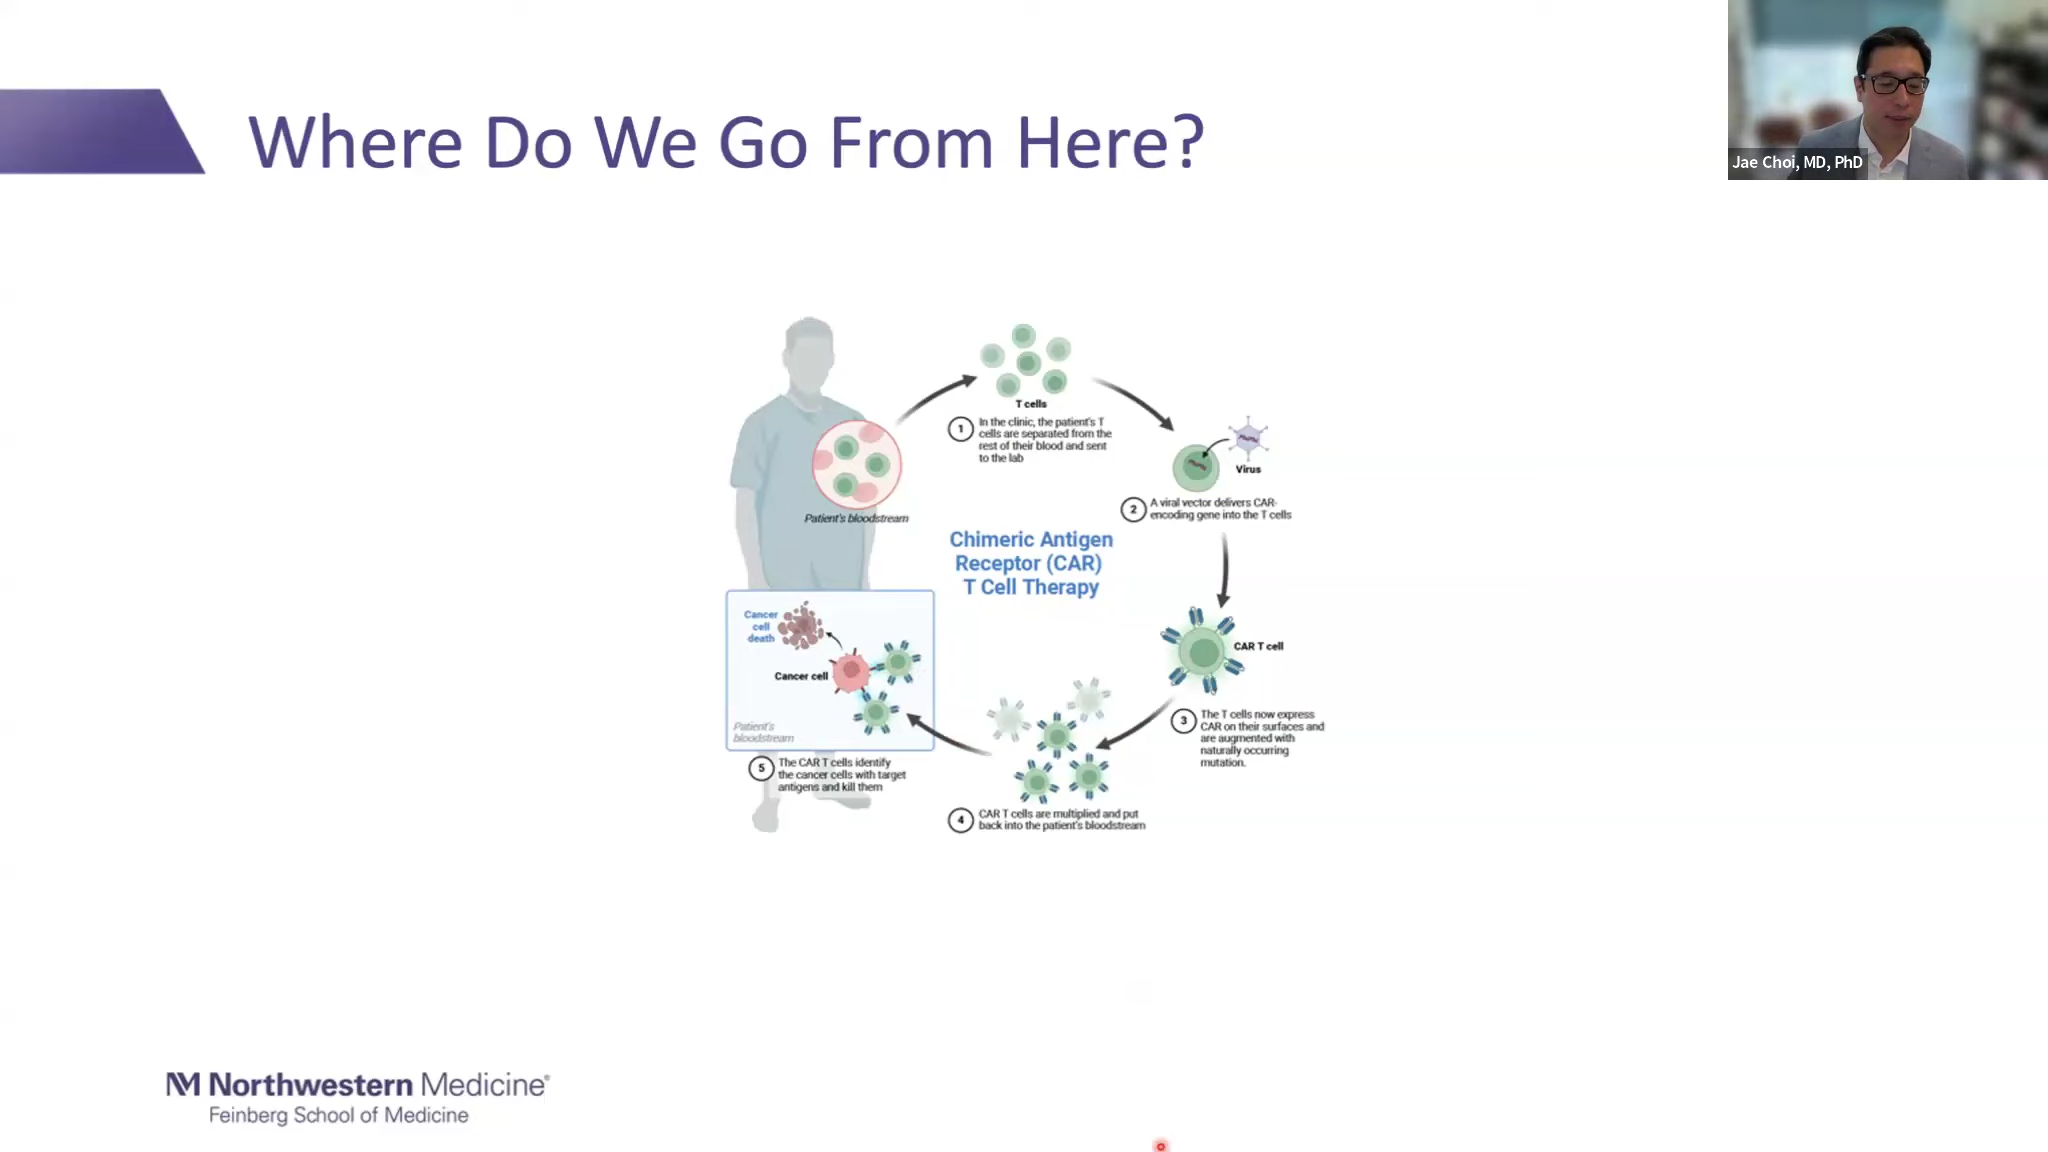 Where Do We Go From Here?
Jae Choi, MD, PhD
T cells
1
In the clinic, the patient's T
cells are separated from the
rest of their blood and sent
to the lab
Virus
2
A viral vector delivers CAR-
encoding gene into the T cells
Patient's bloodstream
Chimeric Antigen
Receptor (CAR)
T Cell Therapy
CAR T cell
3
The T cells now express
CAR on their surfaces and
are augmented with
naturally occurring
mutation.
4
CAR T cells are multiplied and put
back into the patient's bloodstream
Cancer
cell
death
Cancer cell
Patient's
bloodstream
5
The CAR T cells identify
the cancer cells with target
antigens and kill them
NM Northwestern Medicine®
Feinberg School of Medicine